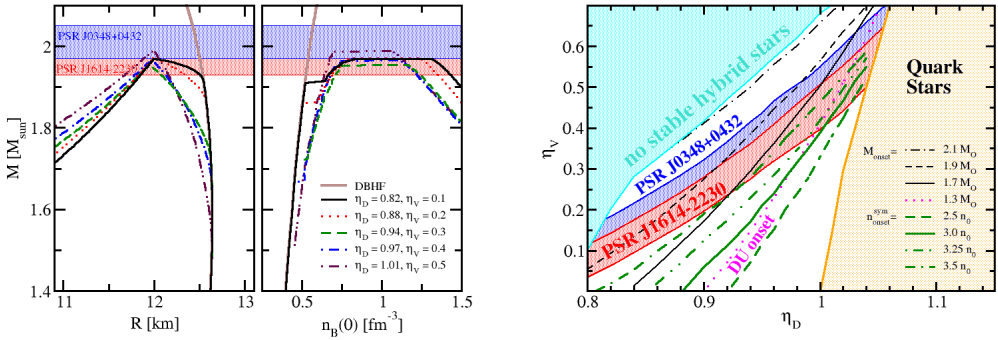 M [M_sun]
2
1.8
1.6
1.4
PSR J0348+0432
PSR J1614-2230
11
12
13
R [km]
DBHF
η_D = 0.82, η_V = 0.1
η_D = 0.88, η_V = 0.2
η_D = 0.94, η_V = 0.3
η_D = 0.97, η_V = 0.4
η_D = 1.01, η_V = 0.5
0.5
1
1.5
n_B(0) [fm^-3]
η_V
0.6
0.5
0.4
0.3
0.2
0.1
no stable hybrid stars
PSR J0348+0432
PSR J1614-2230
DU onset
Quark
Stars
M_onset=
2.1 M_O
1.9 M_O
1.7 M_O
1.3 M_O
n_onset^sym=
2.5 n_0
3.0 n_0
3.25 n_0
3.5 n_0
0.8
0.9
1
1.1
η_D